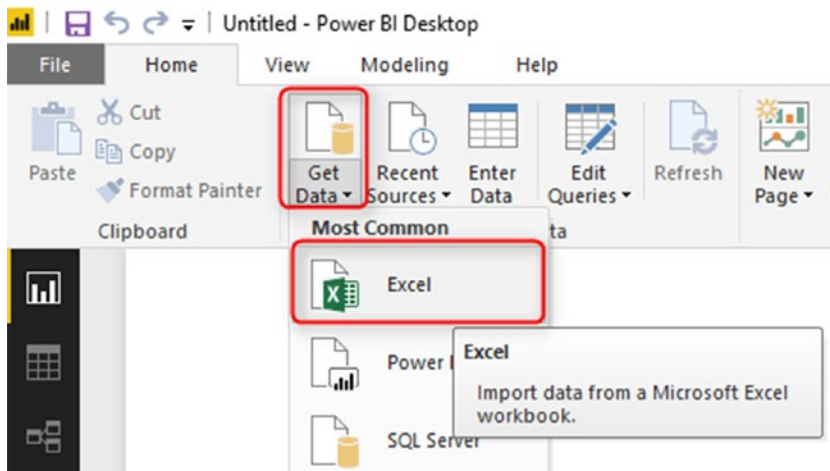 Untitled - Power BI Desktop
File Home View Modeling Help
Cut
Copy
Format Painter
Paste
Clipboard
Get Data
Recent Sources
Enter Data
Edit Queries
Refresh
New Page
Most Common
ta
Excel
Power
Excel
Import data from a Microsoft Excel
workbook.
SQL Server